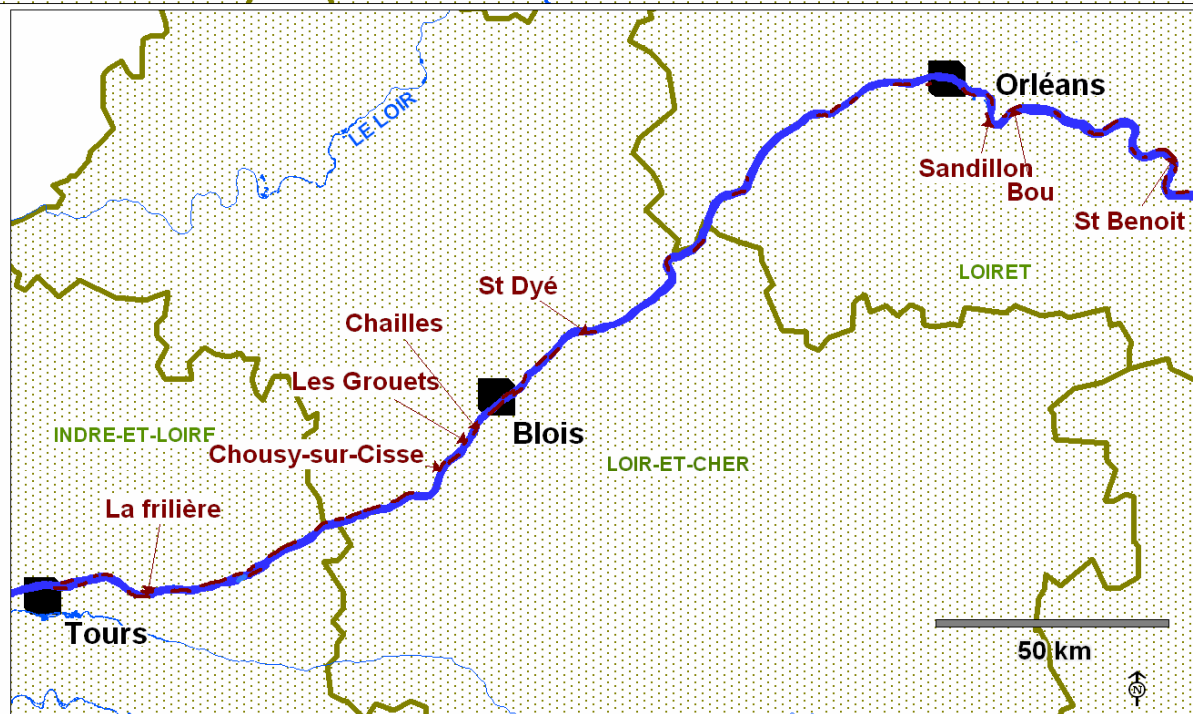 Orléans
LE LOIR
Sandillon
Bou
St Benoit
LOIRET
St Dyé
Chailles
Les Grouets
Blois
INDRE-ET-LOIRE
Chousy-sur-Cisse
LOIR-ET-CHER
La frilière
Tours
50 km
N